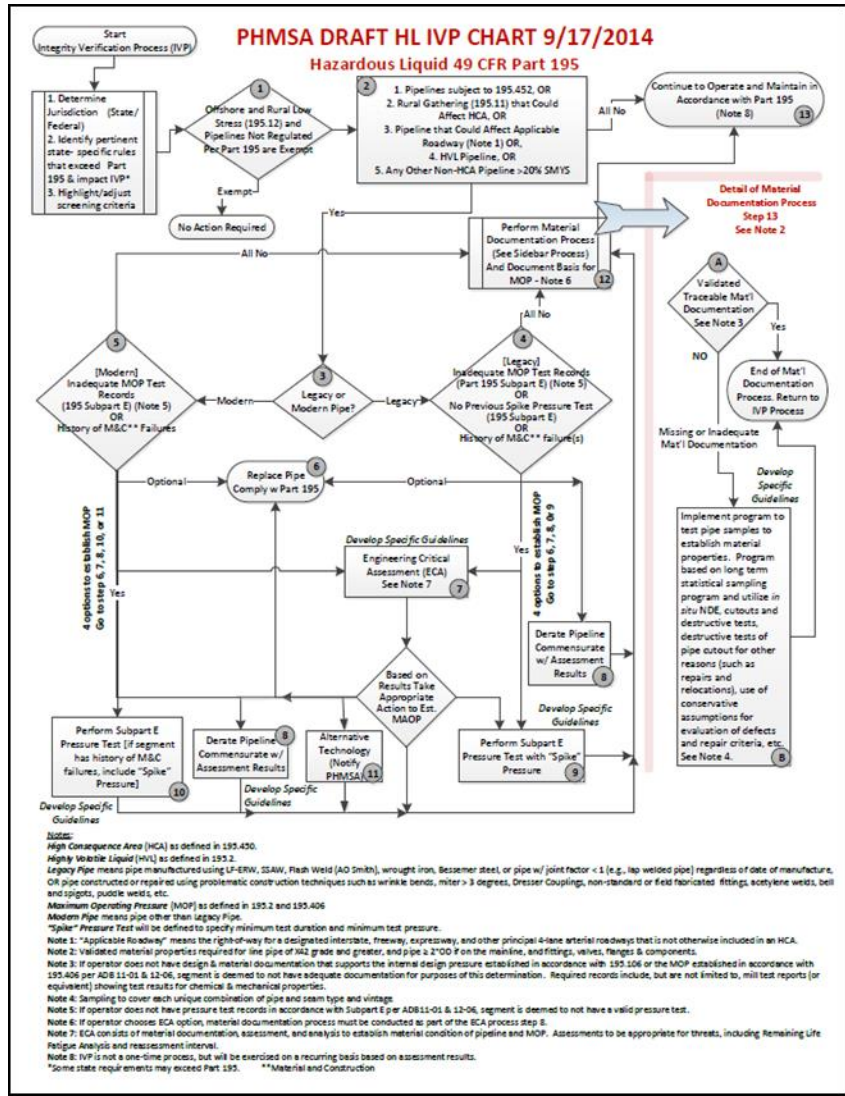 PHMSA DRAFT HL IVP CHART 9/17/2014
Hazardous Liquid 49 CFR Part 195
Start
Integrity Verification Process (IVP)
1. Determine
Jurisdiction (State/
Federal)
2. Identify pertinent
state- specific rules
that exceed Part
195 & impact IVP*
3. Highlight/adjust
screening criteria
1
Offshore and Rural Low
Stress (195.12) and
Pipelines Not Regulated
Per Part 195 are Exempt
Exempt
No Action Required
2
1. Pipelines subject to 195.452, OR
2. Rural Gathering (195.11) that Could
Affect HCA, OR
3. Pipeline that Could Affect Applicable
Roadway (Note 1) OR,
4. HVL Pipeline, OR
5. Any Other Non-HCA Pipeline >20% SMYS
All No
Continue to Operate and Maintain in
Accordance with Part 195
(Note 8)
13
Yes
Perform Material
Documentation Process
(See Sidebar Process)
And Document Basis for
MOP - Note 6
12
All No
All No
Detail of Material
Documentation Process
Step 13
See Note 2
A
Validated
Traceable Mat'l
Documentation
See Note 3
Yes
NO
End of Mat'l
Documentation
Process. Return to
IVP Process
Missing or Inadequate
Mat'l Documentation
Develop
Specific
Guidelines
Implement program to
test pipe samples to
establish material
properties. Program
based on long term
statistical sampling
program and utilize in
situ NDE, cutouts and
destructive tests,
destructive tests of
pipe cutout for other
reasons (such as
repairs and
relocations), use of
conservative
assumptions for
evaluation of defects
and repair criteria, etc.
See Note 4.
B
5
[Modern]
Inadequate MOP Test
Records
(195 Subpart E) (Note 5)
OR
History of M&C** Failures
Modern
3
Legacy or
Modern Pipe?
Legacy
4
[Legacy]
Inadequate MOP Test Records
(Part 195 Subpart E) (Note 5)
OR
No Previous Spike Pressure Test
(195 Subpart E)
OR
History of M&C** failure(s)
Optional
6
Replace Pipe
Comply w Part 195
Optional
4 options to establish MOP
Go to step 6, 7, 8, 10, or 11
Yes
Develop Specific Guidelines
Engineering Critical
Assessment (ECA)
See Note 7
7
4 options to establish MOP
Go to step 6, 7, 8, 0r 9
Yes
Derate Pipeline
Commensurate
w/ Assessment
Results
8
Based on
Results Take
Appropriate
Action to Est.
MAOP
Develop Specific
Guidelines
Perform Subpart E
Pressure Test [if segment
has history of M&C
failures, include "Spike"
Pressure]
10
Develop Specific
Guidelines
Derate Pipeline
Commensurate w/
Assessment Results
8
Develop Specific
Guidelines
Alternative
Technology
(Notify
PHMSA)
11
Perform Subpart E
Pressure Test with "Spike"
Pressure
9
Notes:
High Consequence Area (HCA) as defined in 195.450.
Highly Volatile Liquid (HVL) as defined in 195.2.
Legacy Pipe means pipe manufactured using LF-ERW, SSAW, Flash Weld (AO Smith), wrought iron, Bessemer steel, or pipe w/ joint factor < 1 (e.g., lap welded pipe) regardless of date of manufacture,
OR pipe constructed or repaired using problematic construction techniques such as wrinkle bends, miter > 3 degrees, Dresser Couplings, non-standard or field fabricated fittings, acetylene welds, bell
and spigots, puddle welds, etc.
Maximum Operating Pressure (MOP) as defined in 195.2 and 195.406
Modern Pipe means pipe other than Legacy Pipe.
"Spike" Pressure Test will be defined to specify minimum test duration and minimum test pressure.
Note 1: "Applicable Roadway" means the right-of-way for a designated interstate, freeway, expressway, and other principal 4-lane arterial roadways that is not otherwise included in an HCA.
Note 2: Validated material properties required for line pipe of X42 grade and greater, and pipe ≥ 2"OD if on the mainline, and fittings, valves, flanges & components.
Note 3: If operator does not have design & material documentation that supports the internal design pressure established in accordance with 195.106 or the MOP established in accordance with
195.406 per ADB 11-01 & 12-06, segment is deemed to not have adequate documentation for purposes of this determination. Required records include, but are not limited to, mill test reports (or
equivalent) showing test results for chemical & mechanical properties.
Note 4: Sampling to cover each unique combination of pipe and seam type and vintage.
Note 5: If operator does not have pressure test records in accordance with Subpart E per ADB11-01 & 12-06, segment is deemed to not have a valid pressure test.
Note 6: If operator chooses ECA option, material documentation process must be conducted as part of the ECA process step 8.
Note 7: ECA consists of material documentation, assessment, and analysis to establish material condition of pipeline and MOP. Assessments to be appropriate for threats, including Remaining Life
Fatigue Analysis and reassessment interval.
Note 8: IVP is not a one-time process, but will be exercised on a recurring basis based on assessment results.
*Some state requirements may exceed Part 195. **Material and Construction